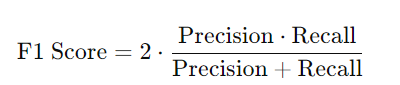 F1 Score = 2 · Precision · Recall / Precision + Recall